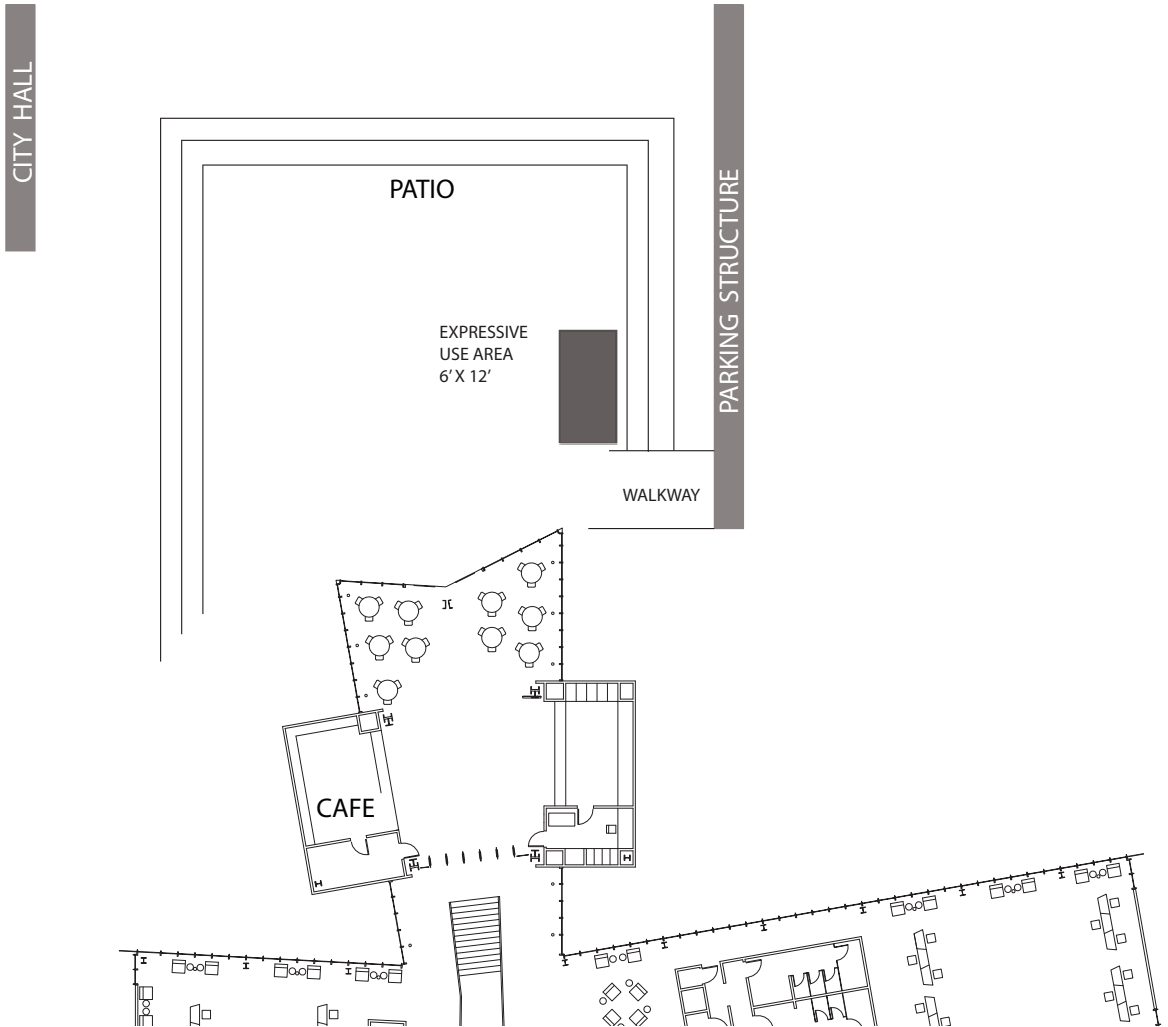 CITY HALL
PATIO
PARKING STRUCTURE
EXPRESSIVE
USE AREA
6' X 12'
WALKWAY
CAFE